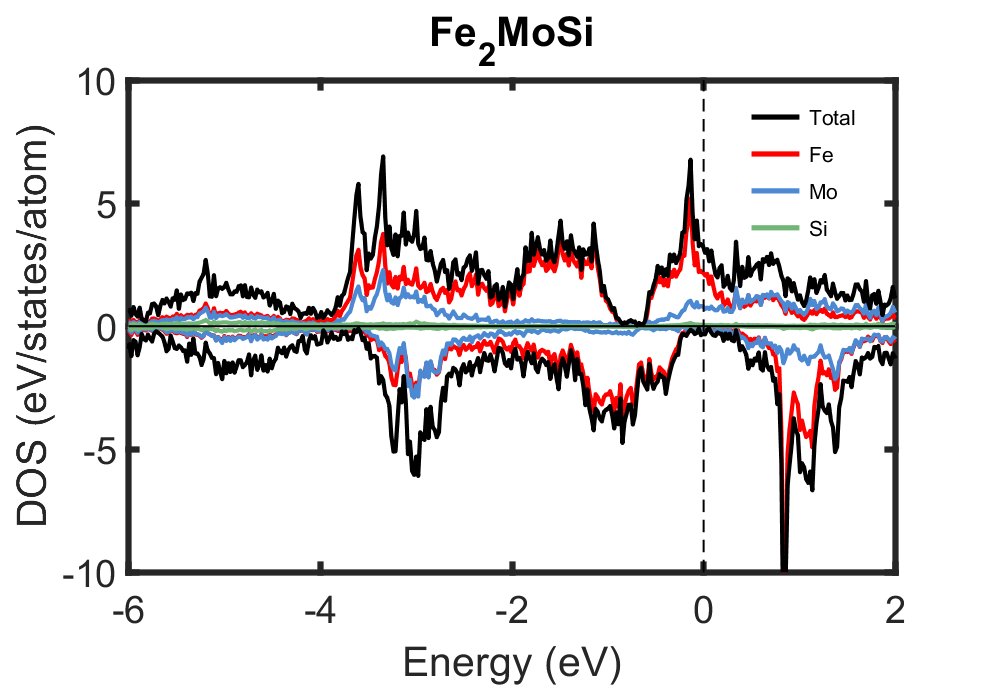 Fe₂MoSi
10
5
0
-5
-10
DOS (eV/states/atom)
Total
Fe
Mo
Si
-6 -4 -2 0 2
Energy (eV)